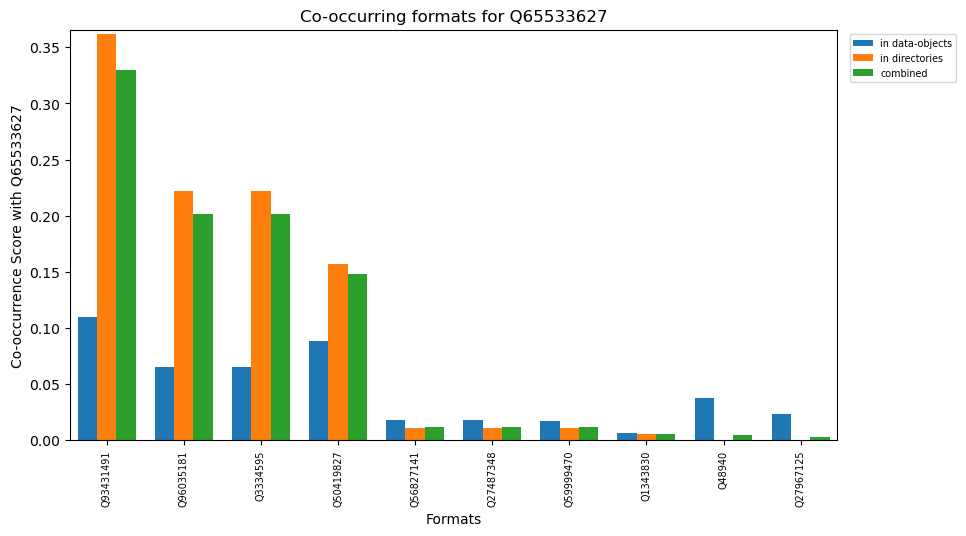 Co-occurring formats for Q65533627
in data-objects
in directories
combined
Co-occurrence Score with Q65533627
0.35
0.30
0.25
0.20
0.15
0.10
0.05
0.00
Q93431491
Q96035181
Q3334595
Q50419827
Q56827141
Q27487348
Q59999470
Q1343830
Q48940
Q27967125
Formats